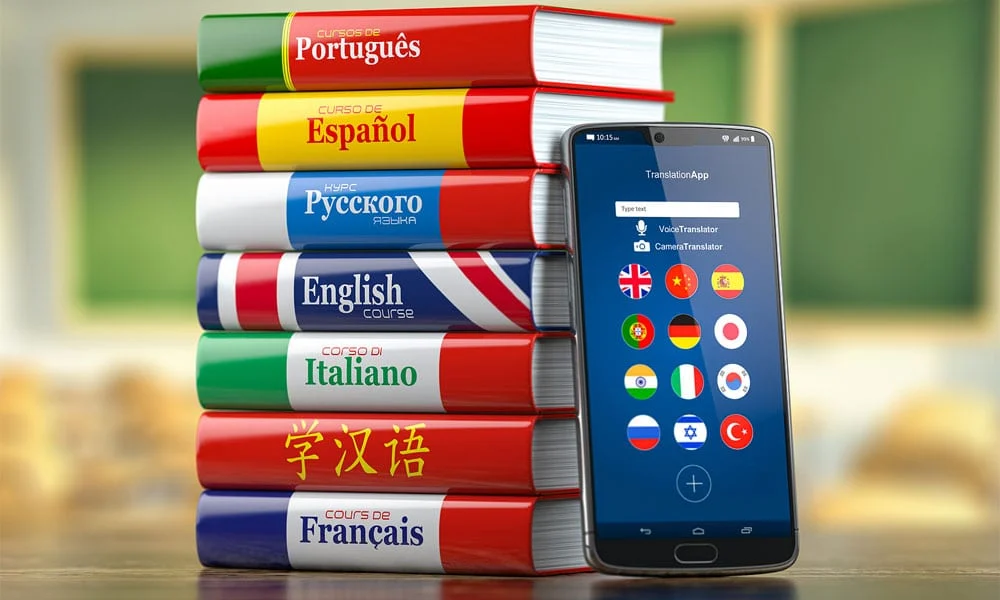 CURSOS DE
Português
CURSO DE
Español
КУРС
Русского
ЯЗЫКА
English
COURSE
CORSO DI
Italiano
学汉语
COURS DE
Français
10:15 AM
TranslationApp
Type text
VoiceTranslator
CameraTranslator